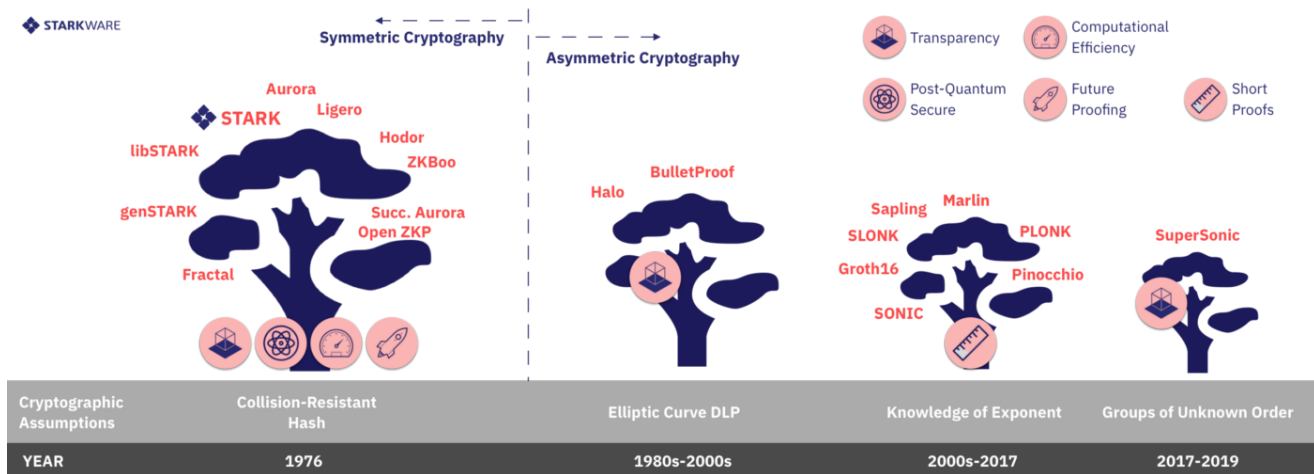 STARKWARE
Symmetric Cryptography
Asymmetric Cryptography
Transparency
Computational
Efficiency
Post-Quantum
Secure
Future
Proofing
Short
Proofs
Aurora
Ligero
STARK
Hodor
libSTARK
ZKBoo
genSTARK
Succ. Aurora
Open ZKP
Fractal
BulletProof
Halo
Marlin
Sapling
SLONK
PLONK
Groth16
Pinocchio
SONIC
SuperSonic
Cryptographic
Assumptions
Collision-Resistant
Hash
Elliptic Curve DLP
Knowledge of Exponent
Groups of Unknown Order
YEAR
1976
1980s-2000s
2000s-2017
2017-2019